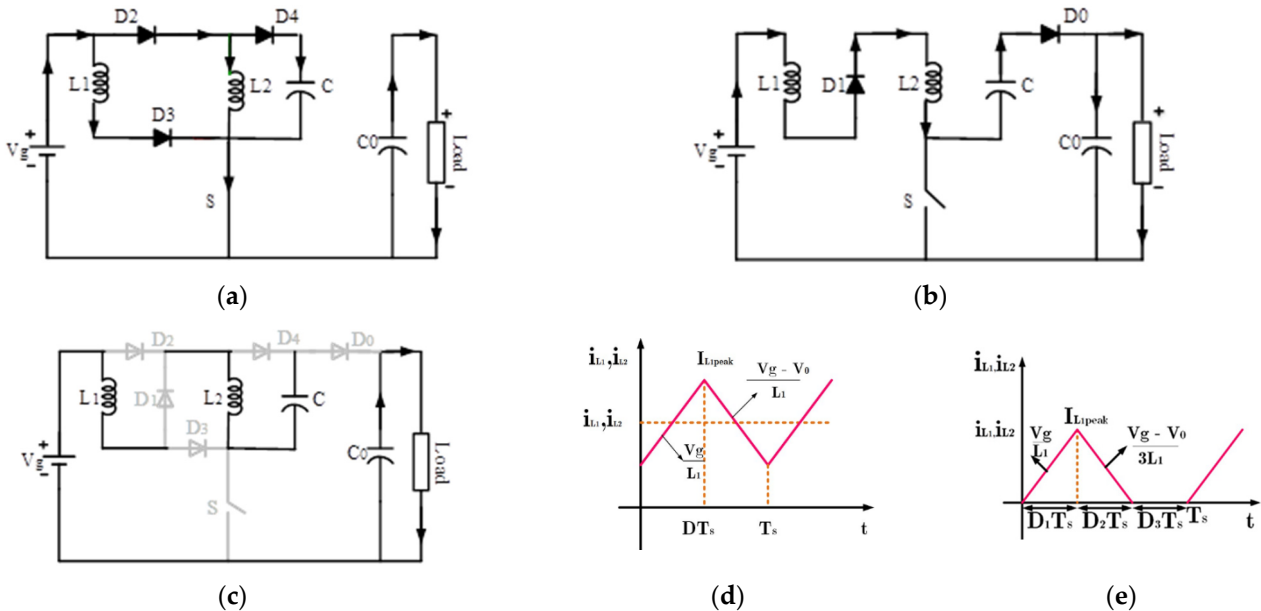 D2
D4
L1
L2
C
D3
+
Vg
-
S
C0
+
Load
-
(a)
D0
L1
D1
L2
C
+
Vg
-
S
C0
+
Load
-
(b)
D2
D4
D0
L1
D1
L2
C
D3
+
Vg
-
S
C0
Load
(c)
iL1,iL2
IL1peak
Vg - V0
L1
iL1,iL2
Vg
L1
DTs
Ts
t
(d)
iL1,iL2
IL1peak
iL1,iL2
Vg
L1
Vg - V0
3L1
D1Ts
D2Ts
D3Ts
Ts
t
(e)